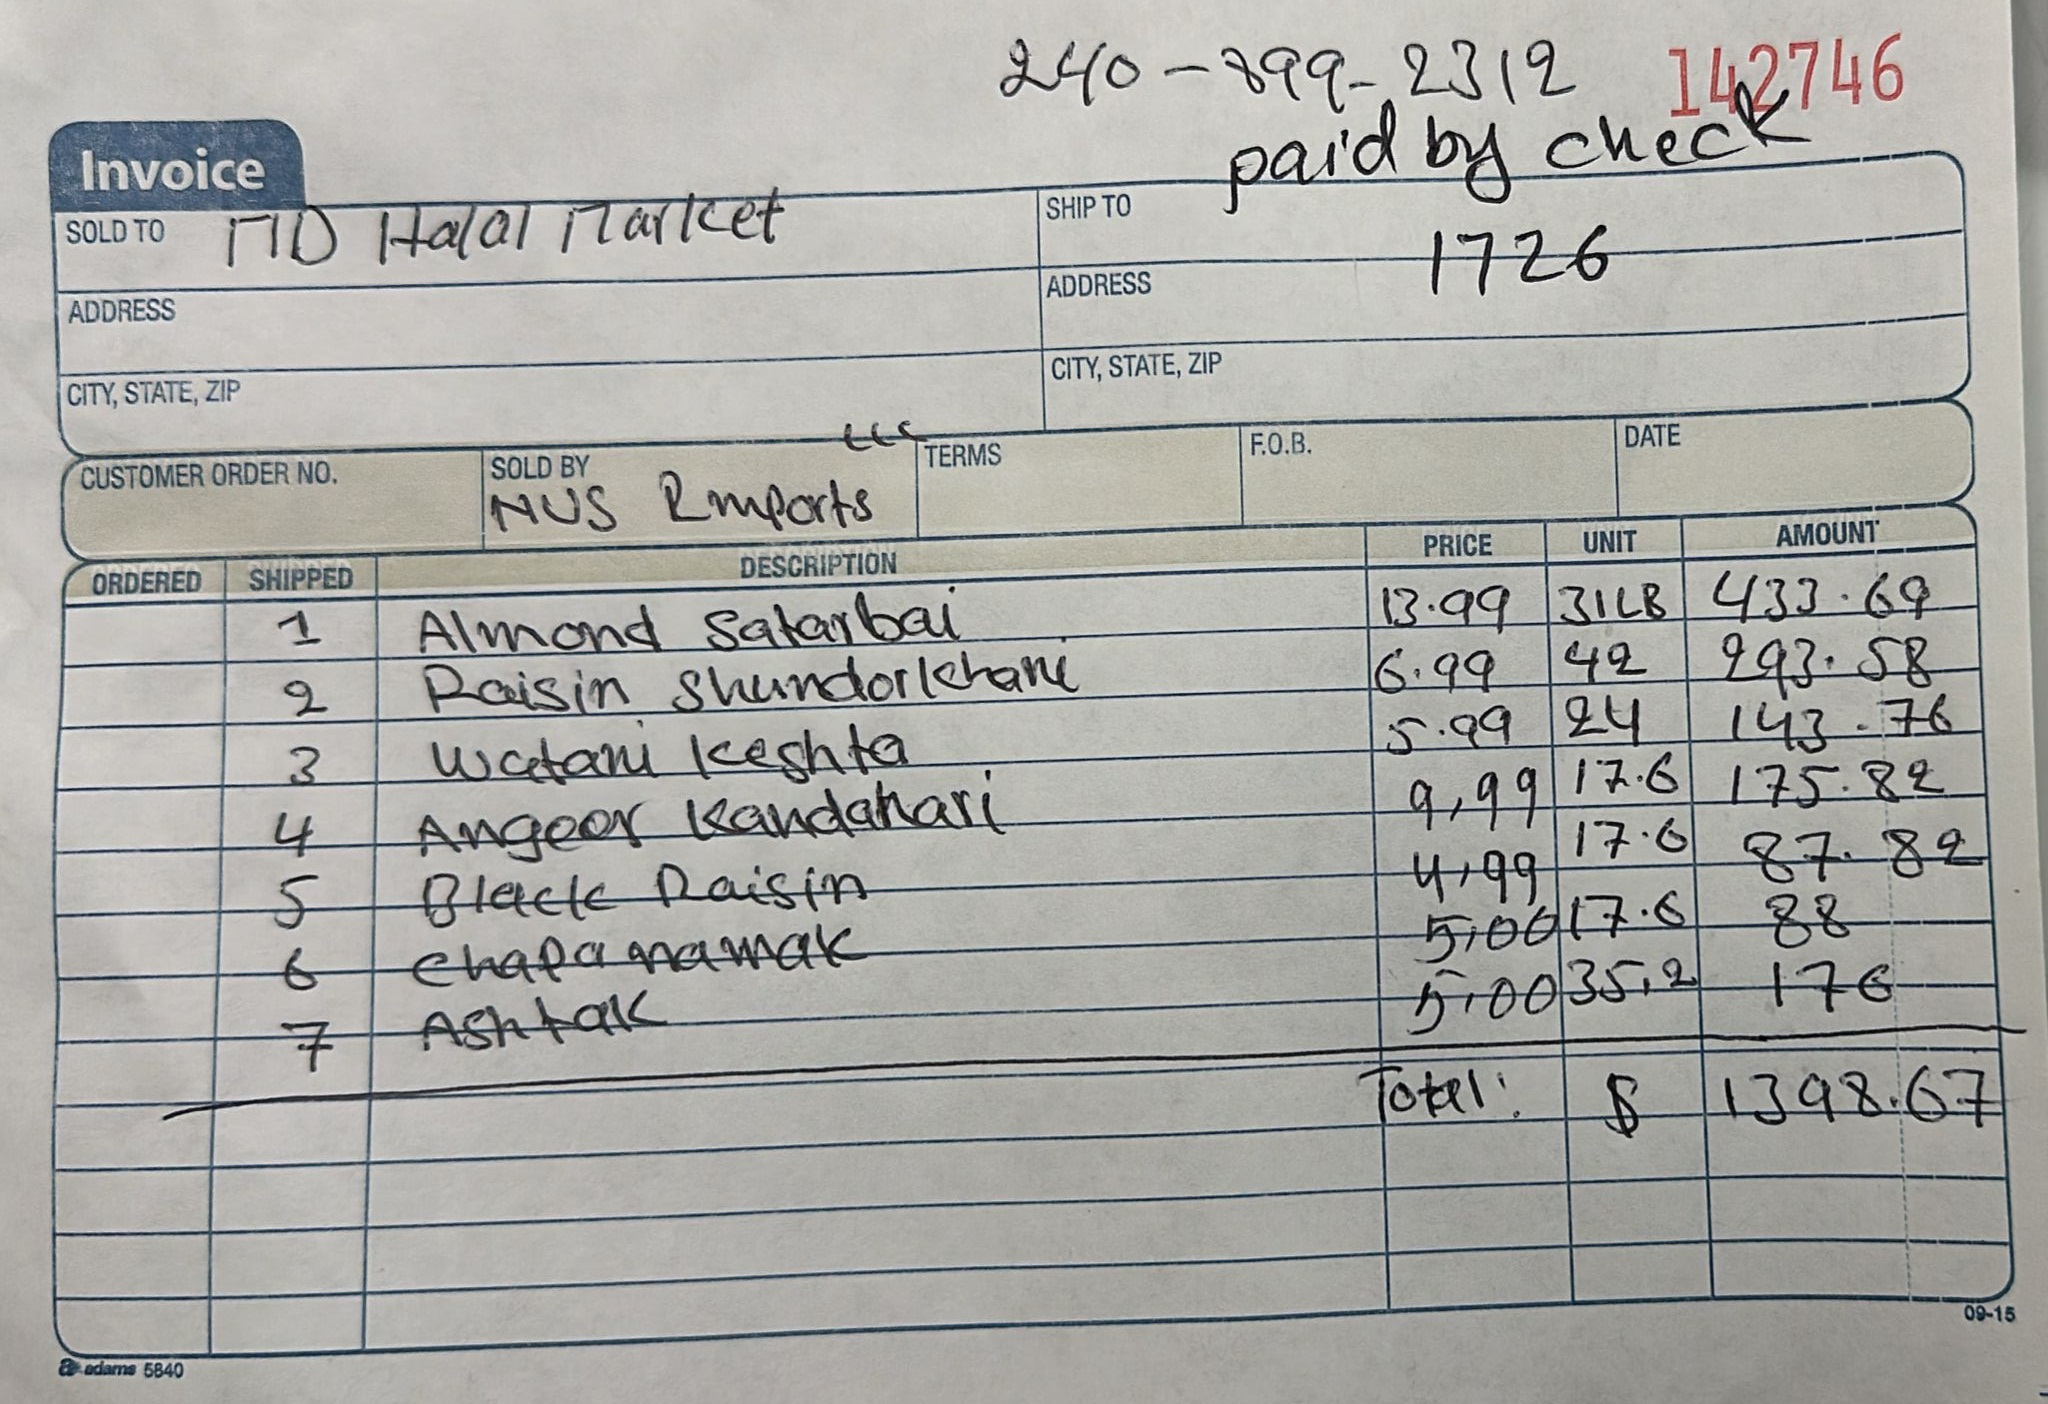 240-899-2312 142746
paid by check
Invoice
SOLD TO MD Halal Market
SHIP TO
1726
ADDRESS
ADDRESS
CITY, STATE, ZIP
CITY, STATE, ZIP
CUSTOMER ORDER NO. SOLD BY TERMS F.O.B. DATE
NUS Imports LLC
ORDERED SHIPPED DESCRIPTION PRICE UNIT AMOUNT
1 Almond Satarbai 13.99 31LB 433.69
2 Raisin Shundorkhani 6.99 42 293.58
3 Watani Keshta 5.99 24 143.76
4 Angoor Kandahari 9,99 17.6 175.82
5 Black Raisin 4,99 17.6 87.82
6 Chapa namak 5,00 17.6 88
7 Ashtak 5,00 35,2 176
Total: $ 1398.67
09-15
adams 5840